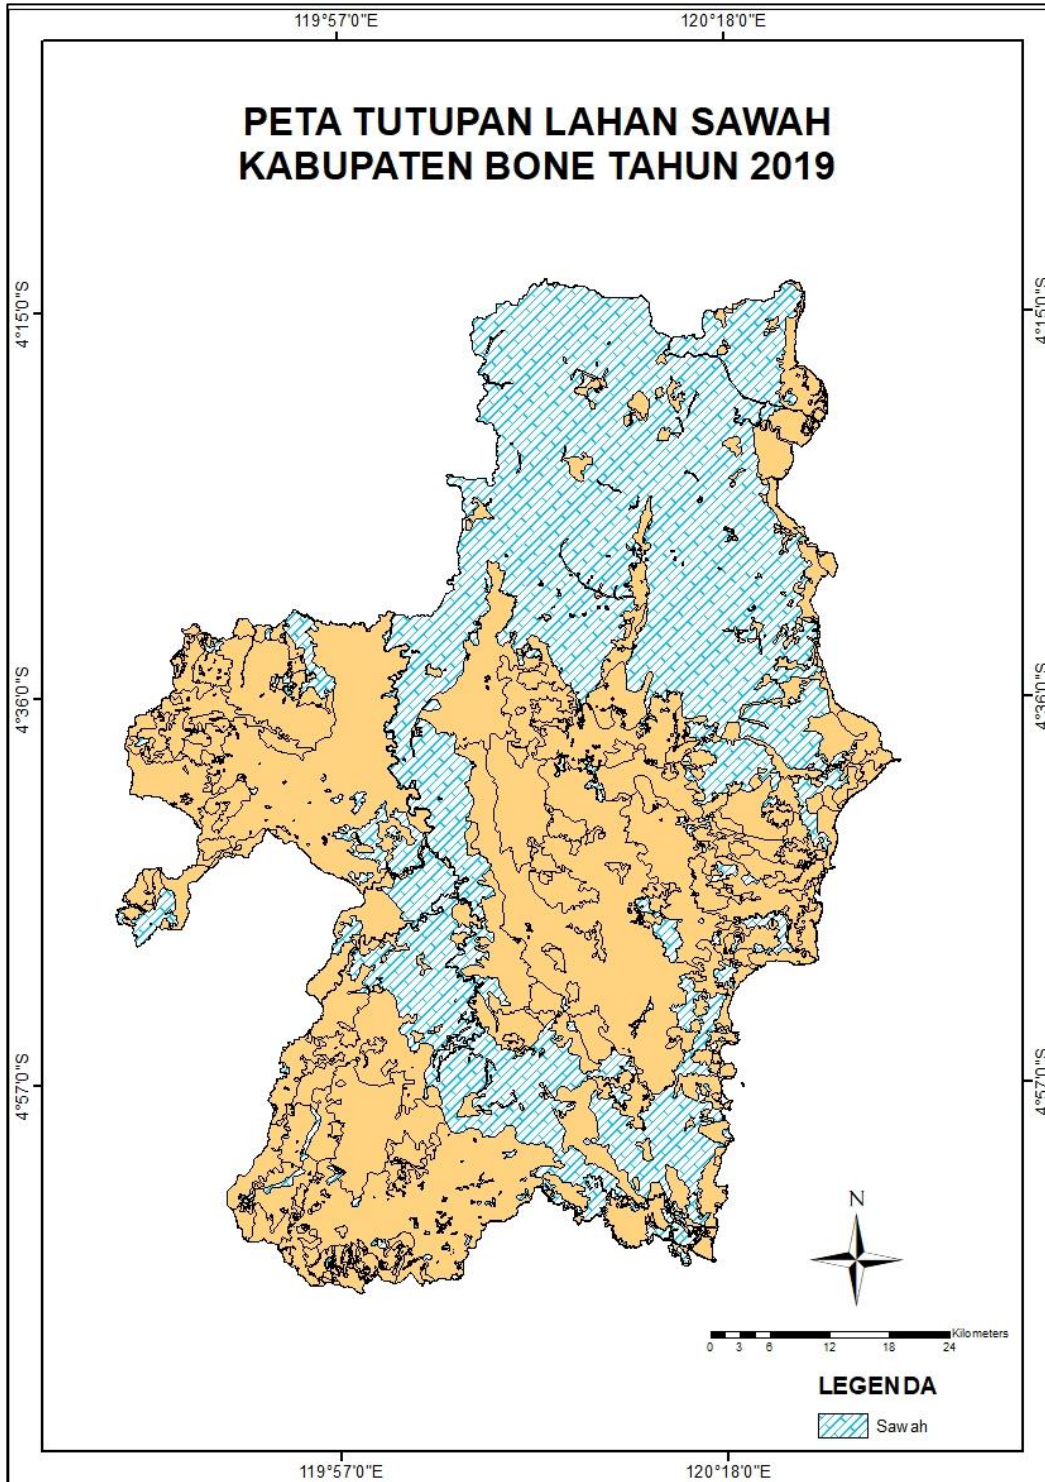 119°57'0"E 120°18'0"E
PETA TUTUPAN LAHAN SAWAH
KABUPATEN BONE TAHUN 2019
4°15'0"S 4°15'0"S
4°36'0"S 4°36'0"S
4°57'0"S 4°57'0"S
N
Kilometers
0 3 6 12 18 24
LEGENDA
Sawah
119°57'0"E 120°18'0"E